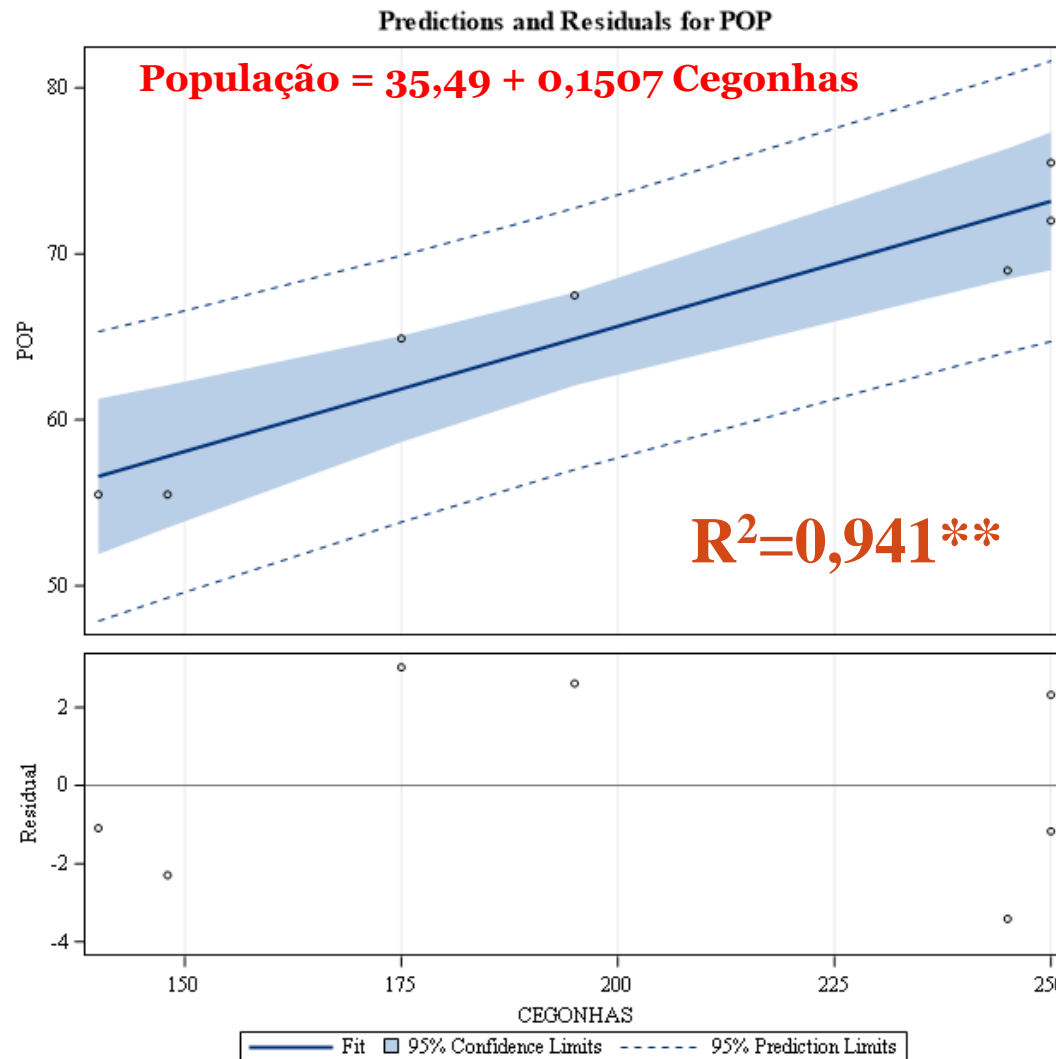 Predictions and Residuals for POP
População = 35,49 + 0,1507 Cegonhas
80
70
60
50
POP
R²=0,941**
2
0
-2
-4
Residual
150 175 200 225 250
CEGONHAS
Fit 95% Confidence Limits 95% Prediction Limits